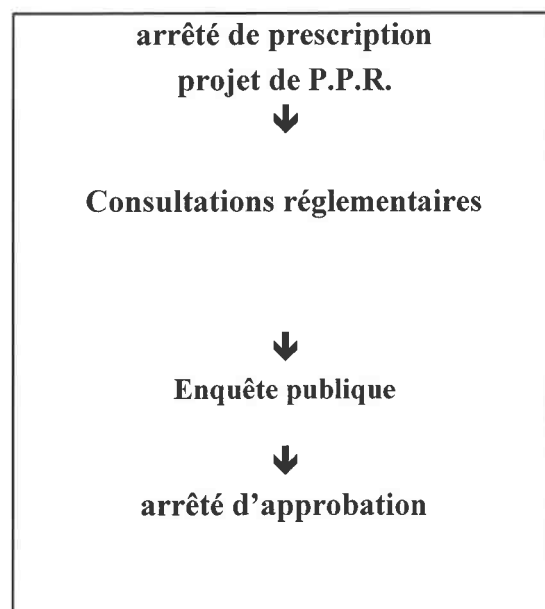 arrêté de prescription
projet de P.P.R.
Consultations réglementaires
Enquête publique
arrêté d'approbation